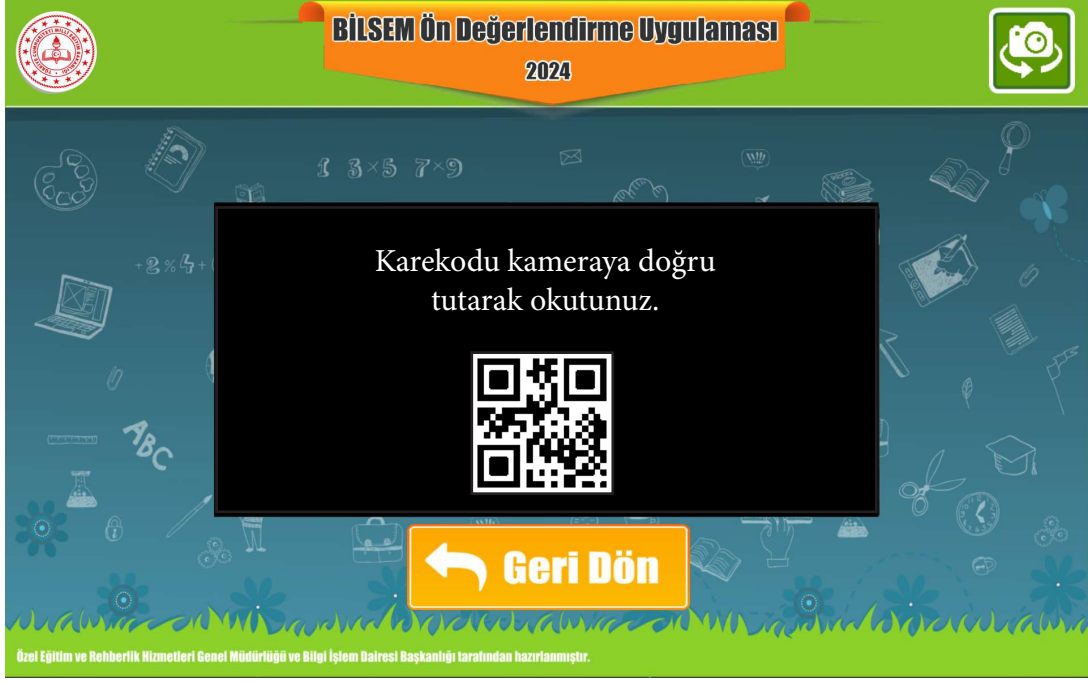 BİLSEM Ön Değerlendirme Uygulaması
2024
1 3×5 7×9
+2%4+
Karekodu kameraya doğru
tutarak okutunuz.
ABC
Geri Dön
Özel Eğitim ve Rehberlik Hizmetleri Genel Müdürlüğü ve Bilgi İşlem Dairesi Başkanlığı tarafından hazırlanmıştır.